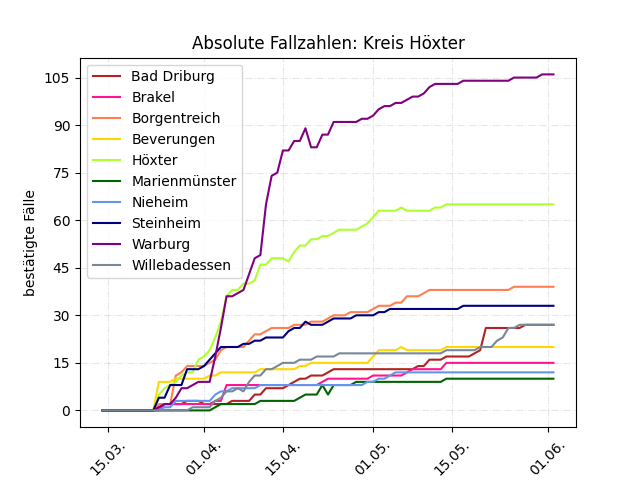 Absolute Fallzahlen: Kreis Höxter
bestätigte Fälle
105
90
75
60
45
30
15
0
Bad Driburg
Brakel
Borgentreich
Beverungen
Höxter
Marienmünster
Nieheim
Steinheim
Warburg
Willebadessen
15.03.
01.04.
15.04.
01.05.
15.05.
01.06.